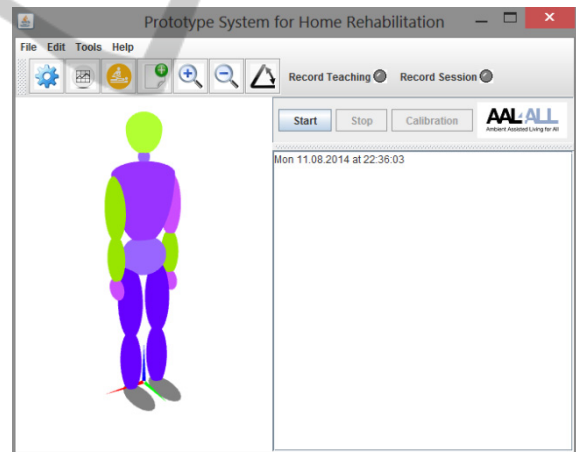 Prototype System for Home Rehabilitation
File Edit Tools Help
Record Teaching Record Session
Start Stop Calibration
AAL ALL
Ambient Assisted Living for All
Mon 11.08.2014 at 22:36:03